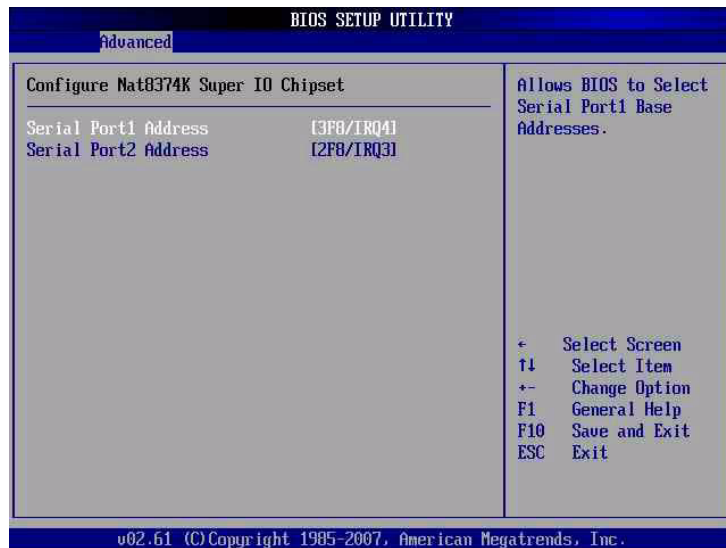 BIOS SETUP UTILITY
Advanced
Configure Nat8374K Super IO Chipset
Serial Port1 Address [3F8/IRQ4]
Serial Port2 Address [2F8/IRQ3]
Allows BIOS to Select
Serial Port1 Base
Addresses.
← Select Screen
↑↓ Select Item
+- Change Option
F1 General Help
F10 Save and Exit
ESC Exit
v02.61 (C)Copyright 1985-2007, American Megatrends, Inc.